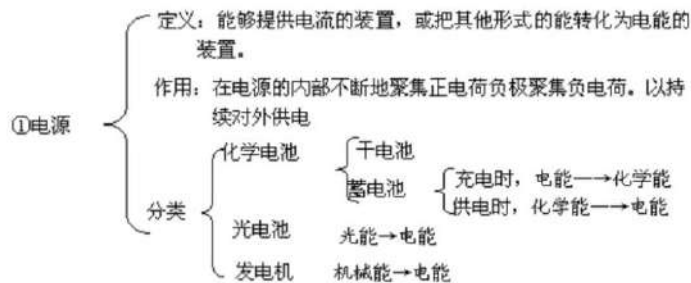 定义：能够提供电流的装置，或把其他形式的能转化为电能的
装置。
作用：在电源的内部不断地聚集正电荷负极聚集负电荷。以持
续对外供电
①电源
分类
化学电池
干电池
蓄电池
充电时，电能—→化学能
供电时，化学能—→电能
光电池 光能→电能
发电机 机械能→电能